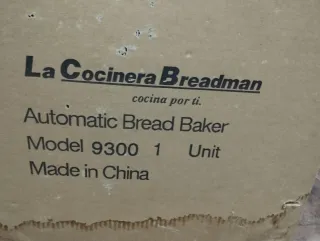 La Cocinera Breadman
cocina por ti.
Automatic Bread Baker
Model 9300 1 Unit
Made in China